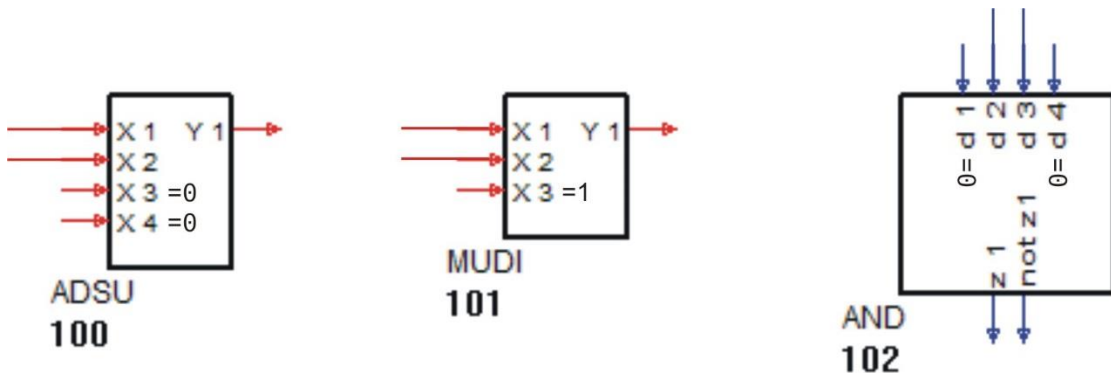 X 1 Y 1
X 2
X 3 =0
X 4 =0
ADSU
100
X 1 Y 1
X 2
X 3 =1
MUDI
101
0= d 1
d 2
d 3
0= d 4
z 1
not z 1
AND
102